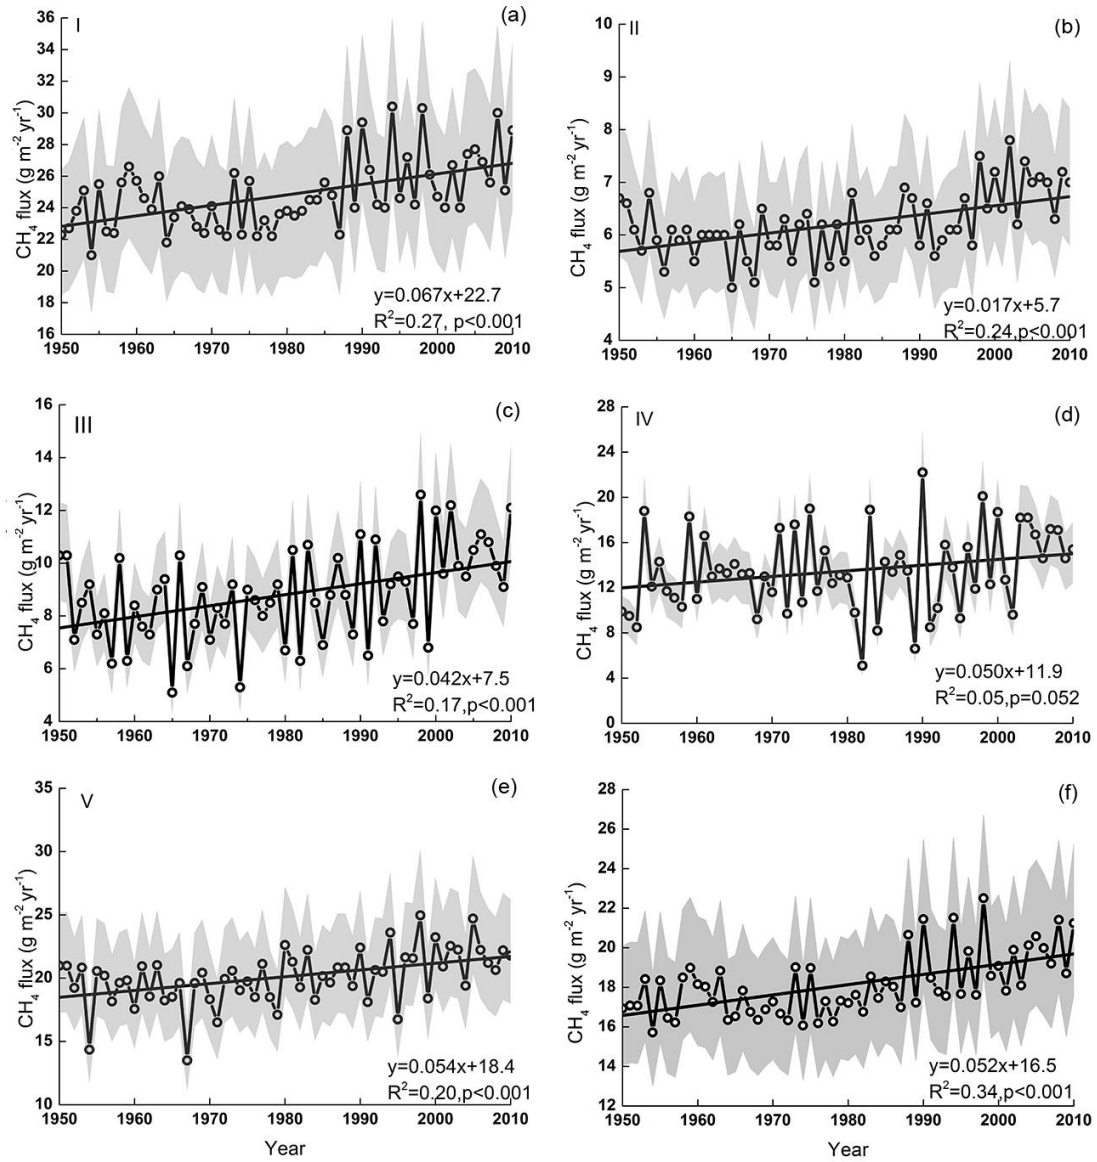 36
34
32
30
28
26
24
22
20
18
16
I
(a)
CH4 flux (g m-2 yr-1)
y=0.067x+22.7
R2=0.27, p<0.001
1950 1960 1970 1980 1990 2000 2010
10
9
8
7
6
5
4
II
(b)
CH4 flux (g m-2 yr-1)
y=0.017x+5.7
R2=0.24,p<0.001
1950 1960 1970 1980 1990 2000 2010
16
14
12
10
8
6
4
III
(c)
CH4 flux (g m-2 yr-1)
y=0.042x+7.5
R2=0.17,p<0.001
1950 1960 1970 1980 1990 2000 2010
28
24
20
16
12
8
4
0
IV
(d)
CH4 flux (g m-2 yr-1)
y=0.050x+11.9
R2=0.05,p=0.052
1950 1960 1970 1980 1990 2000 2010
35
30
25
20
15
10
V
(e)
CH4 flux (g m-2 yr-1)
y=0.054x+18.4
R2=0.20,p<0.001
1950 1960 1970 1980 1990 2000 2010
Year
28
26
24
22
20
18
16
14
12
(f)
CH4 flux (g m-2 yr-1)
y=0.052x+16.5
R2=0.34,p<0.001
1950 1960 1970 1980 1990 2000 2010
Year